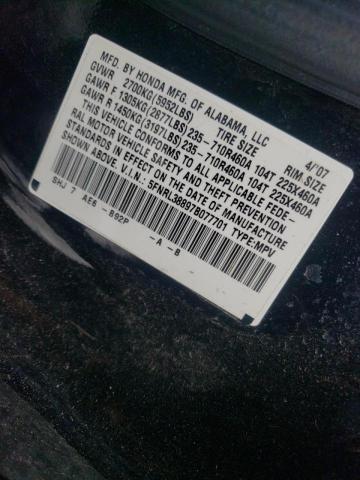 MFD. BY HONDA MFG. OF ALABAMA, LLC 4/'07
GVWR 2700KG(5952LBS) TIRE SIZE RIM SIZE
GAWR F 1305KG(2877LBS) 235-710R460A 104T 225X460A
GAWR R 1450KG(3197LBS) 235-710R460A 104T 225X460A
THIS VEHICLE CONFORMS TO ALL APPLICABLE FEDE-
RAL MOTOR VEHICLE SAFETY AND THEFT PREVENTION
STANDARDS IN EFFECT ON THE DATE OF MANUFACTURE
SHOWN ABOVE. V.I.N: 5FNRL38897B077701 TYPE:MPV
SHJ 7 AE6 -B92P -A -B